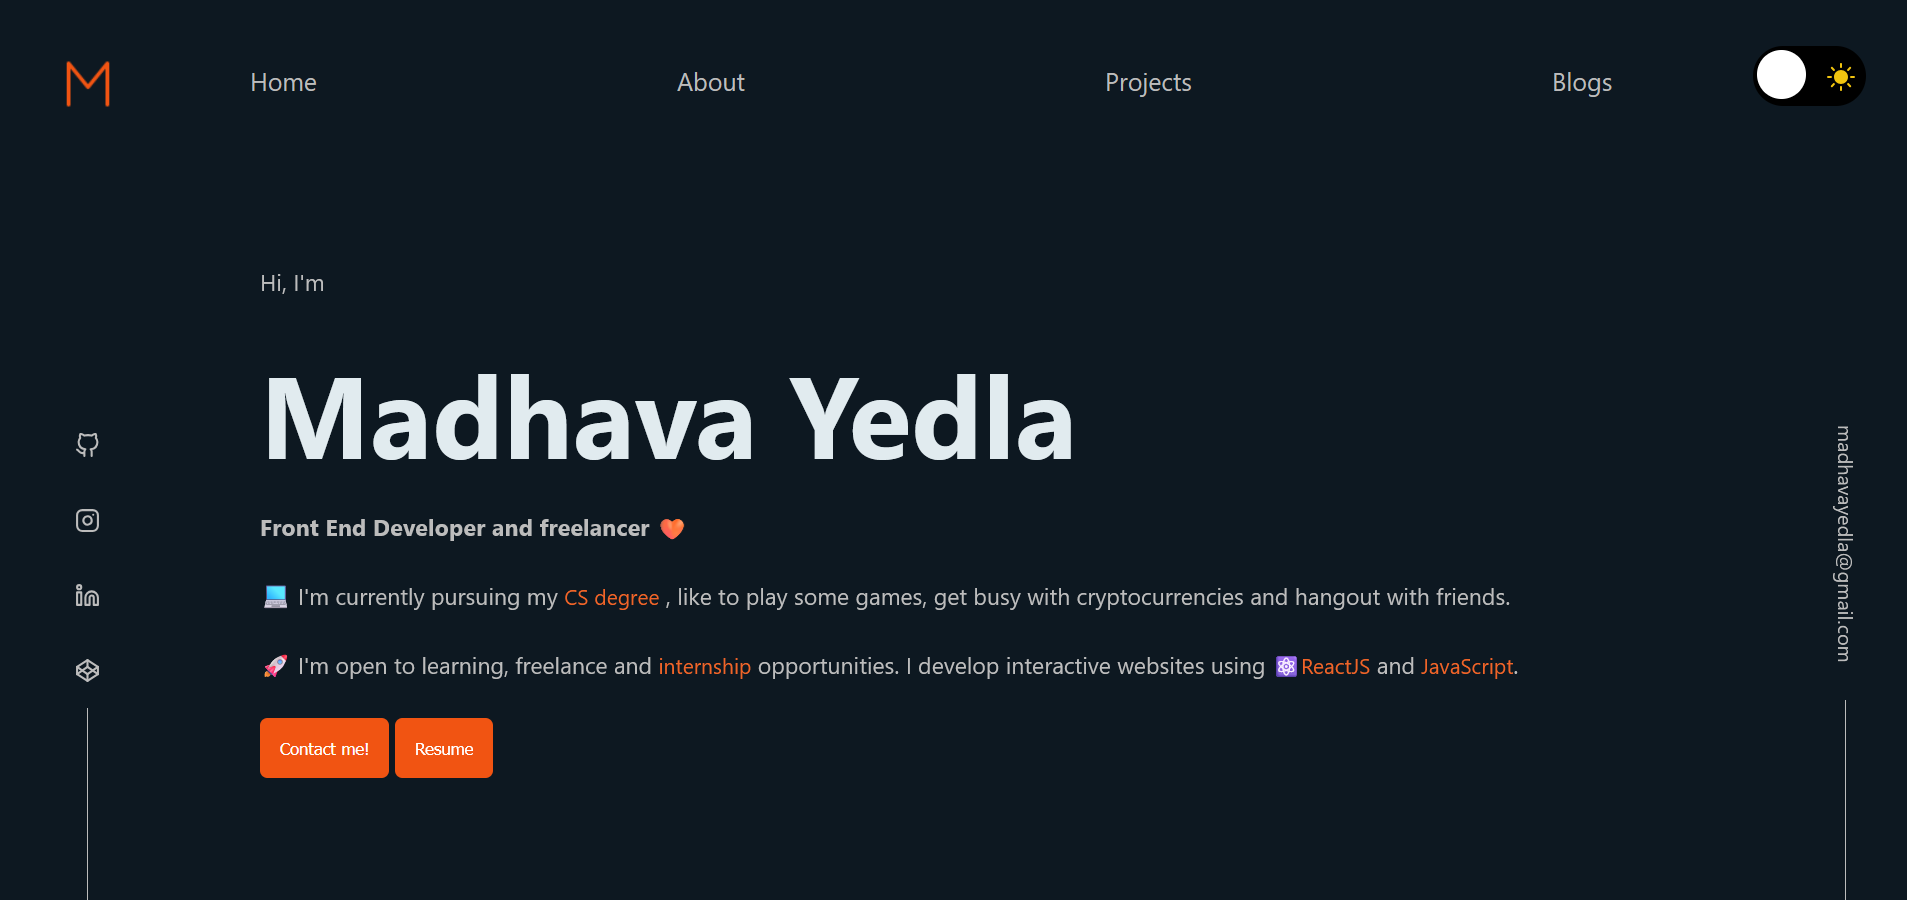 M Home About Projects Blogs
Hi, I'm
Madhava Yedla
Front End Developer and freelancer 🧡
💻 I'm currently pursuing my CS degree , like to play some games, get busy with cryptocurrencies and hangout with friends.
🚀 I'm open to learning, freelance and internship opportunities. I develop interactive websites using ⚛️ReactJS and JavaScript.
Contact me! Resume
madhavayedla@gmail.com